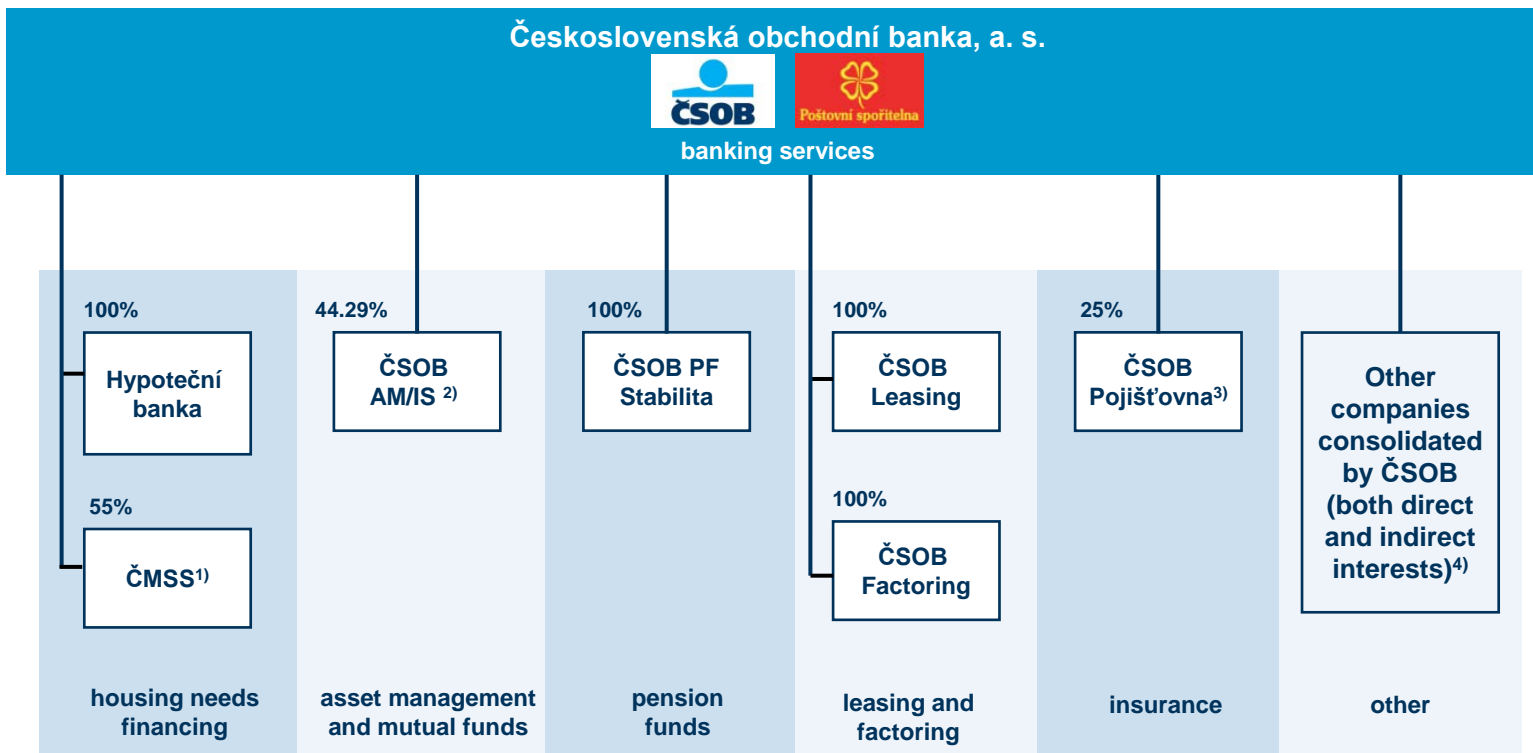 Československá obchodní banka, a. s.
ČSOB
Poštovní spořitelna
banking services
100%
Hypoteční
banka
55%
ČMSS1)
housing needs
financing
44.29%
ČSOB
AM/IS 2)
asset management
and mutual funds
100%
ČSOB PF
Stabilita
pension
funds
100%
ČSOB
Leasing
100%
ČSOB
Factoring
leasing and
factoring
25%
ČSOB
Pojišťovna3)
insurance
Other
companies
consolidated
by ČSOB
(both direct
and indirect
interests)4)
other